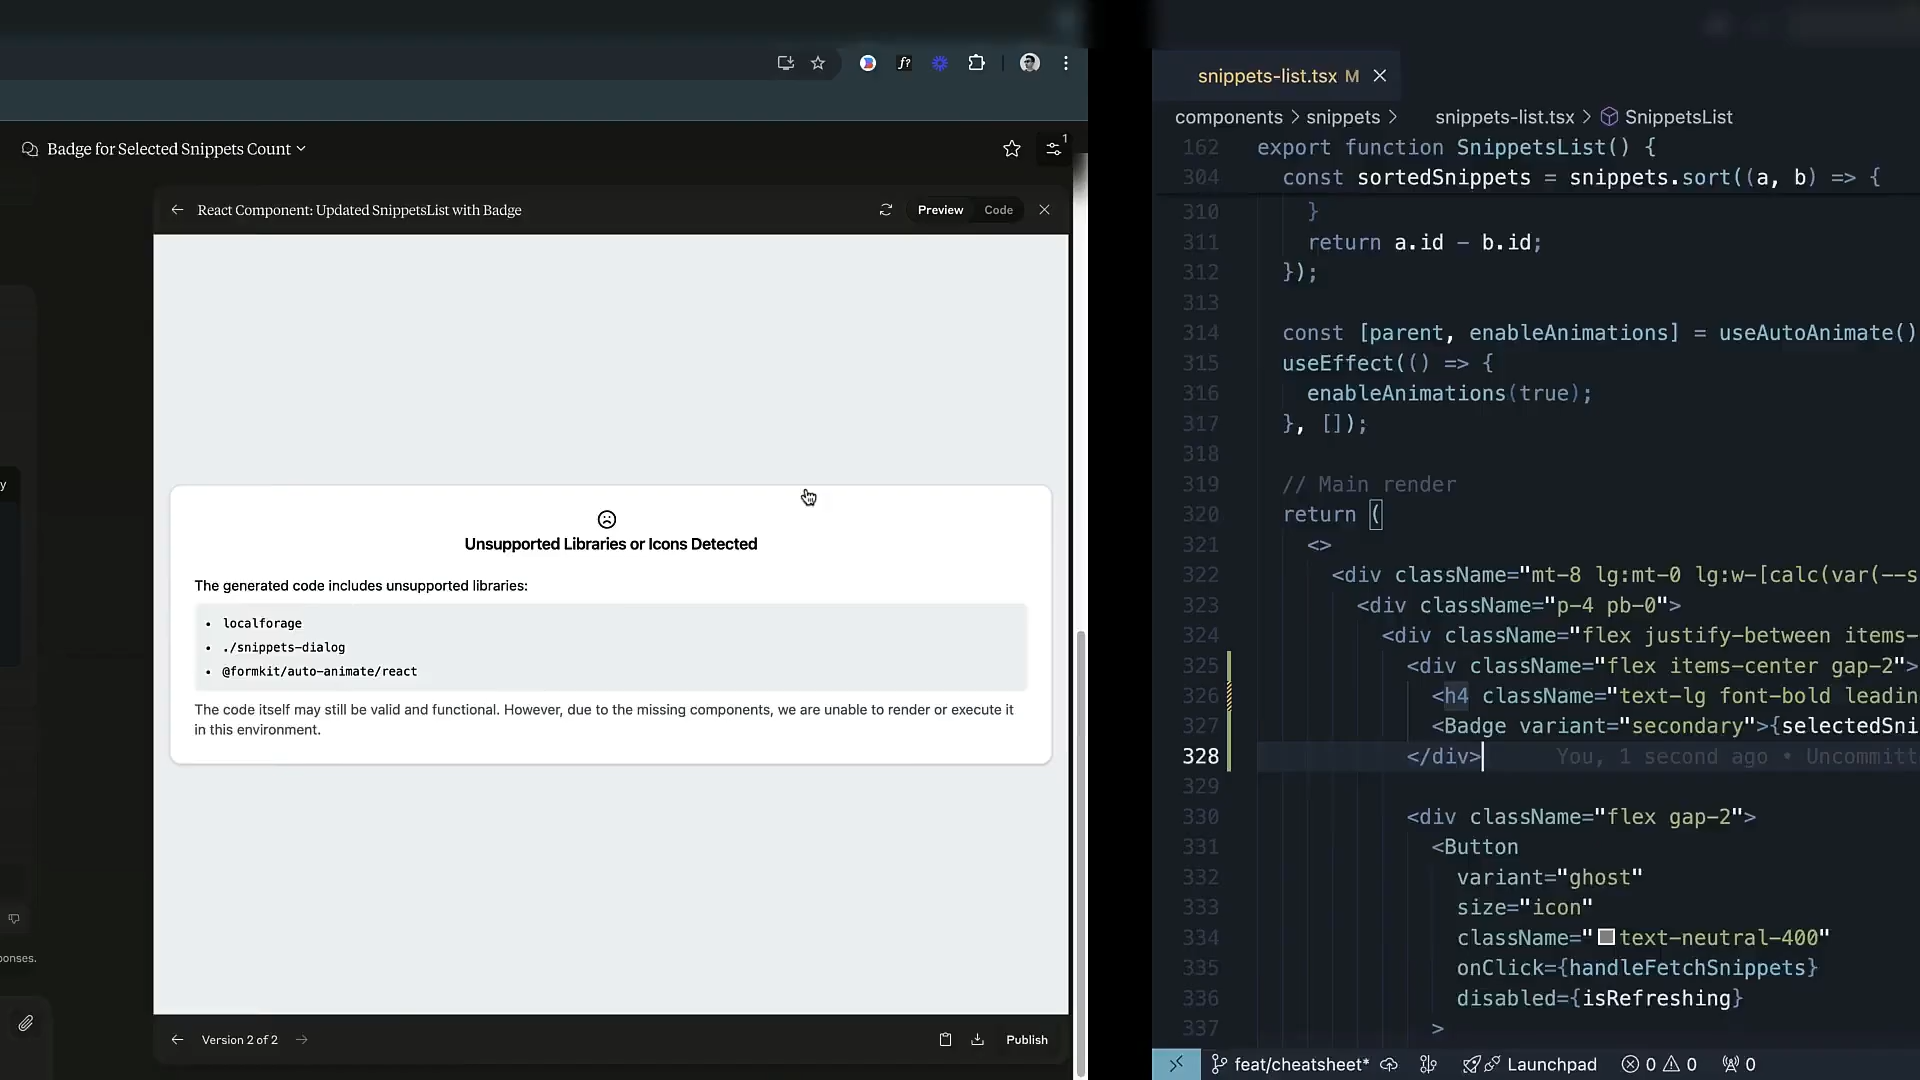 Badge for Selected Snippets Count
1
React Component: Updated SnippetsList with Badge
Preview
Code
Unsupported Libraries or Icons Detected
The generated code includes unsupported libraries:
• localforage
• ./snippets-dialog
• @formkit/auto-animate/react
The code itself may still be valid and functional. However, due to the missing components, we are unable to render or execute it
in this environment.
y
onses.
Version 2 of 2
Publish
snippets-list.tsx M
components > snippets > snippets-list.tsx > SnippetsList
162 export function SnippetsList() {
304 const sortedSnippets = snippets.sort((a, b) => {
310 }
311 return a.id - b.id;
312 });
313
314 const [parent, enableAnimations] = useAutoAnimate()
315 useEffect(() => {
316 enableAnimations(true);
317 }, []);
318
319 // Main render
320 return (
321 <>
322 <div className="mt-8 lg:mt-0 lg:w-[calc(var(--s
323 <div className="p-4 pb-0">
324 <div className="flex justify-between items-
325 <div className="flex items-center gap-2">
326 <h4 className="text-lg font-bold leadin
327 <Badge variant="secondary">{selectedSni
328 </div> You, 1 second ago • Uncommitt
329
330 <div className="flex gap-2">
331 <Button
332 variant="ghost"
333 size="icon"
334 className="text-neutral-400"
335 onClick={handleFetchSnippets}
336 disabled={isRefreshing}
337 >
feat/cheatsheet* Launchpad 0 0 0